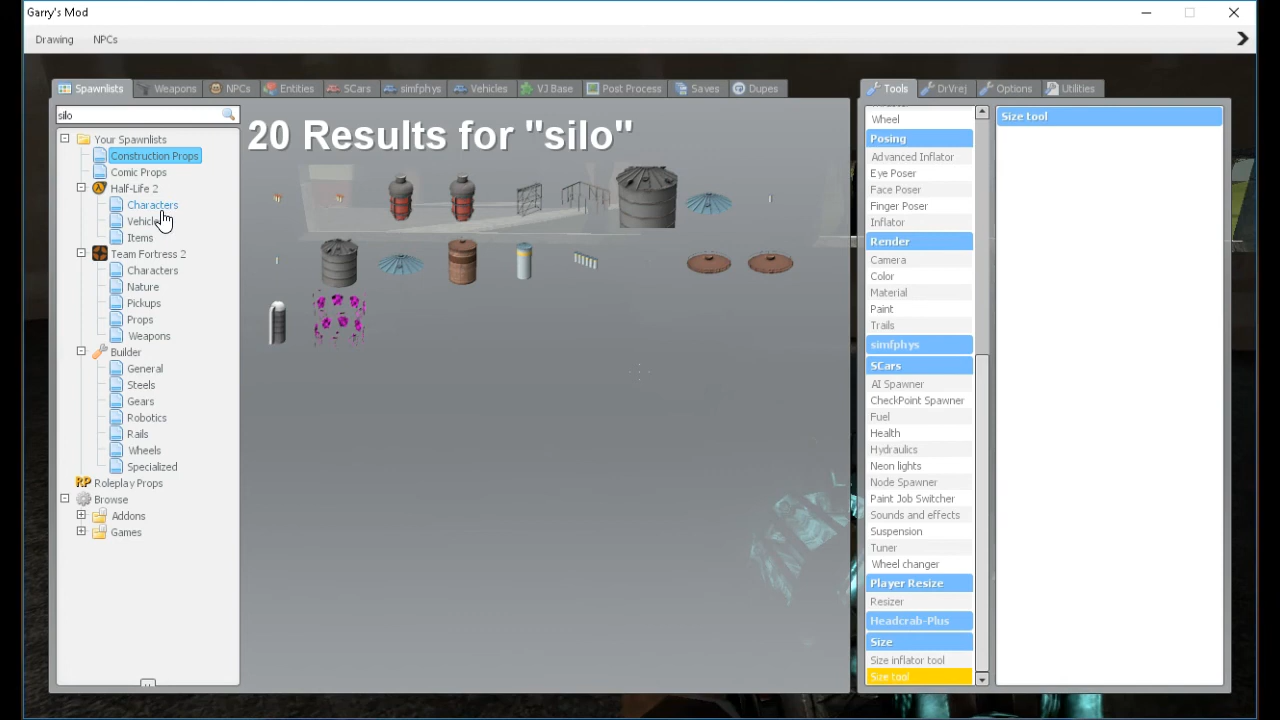 Garry's Mod
Drawing NPCs
Spawnlists Weapons NPCs Entities SCars simfphys Vehicles VJ Base Post Process Saves Dupes
silo
Your Spawnlists
Construction Props
Comic Props
Half-Life 2
Characters
Vehicl
Items
Team Fortress 2
Characters
Nature
Pickups
Props
Weapons
Builder
General
Steels
Gears
Robotics
Rails
Wheels
Specialized
RP Roleplay Props
Browse
Addons
Games
20 Results for "silo"
Tools DrVrej Options Utilities
Wheel
Posing
Advanced Inflator
Eye Poser
Face Poser
Finger Poser
Inflator
Render
Camera
Color
Material
Paint
Trails
simfphys
SCars
AI Spawner
CheckPoint Spawner
Fuel
Health
Hydraulics
Neon lights
Node Spawner
Paint Job Switcher
Sounds and effects
Suspension
Tuner
Wheel changer
Player Resize
Resizer
Headcrab-Plus
Size
Size inflator tool
Size tool
Size tool